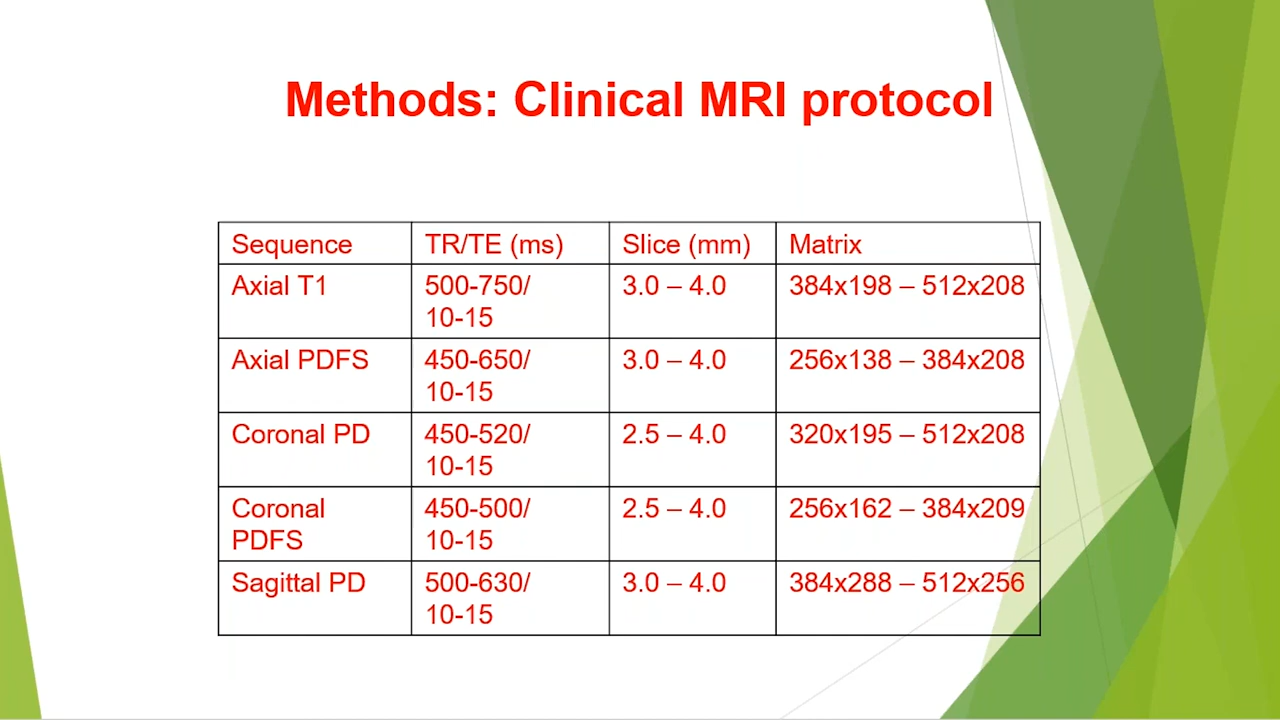 Methods: Clinical MRI protocol
Sequence TR/TE (ms) Slice (mm) Matrix
Axial T1 500-750/ 3.0 – 4.0 384x198 – 512x208
10-15
Axial PDFS 450-650/ 3.0 – 4.0 256x138 – 384x208
10-15
Coronal PD 450-520/ 2.5 – 4.0 320x195 – 512x208
10-15
Coronal 450-500/ 2.5 – 4.0 256x162 – 384x209
PDFS 10-15
Sagittal PD 500-630/ 3.0 – 4.0 384x288 – 512x256
10-15